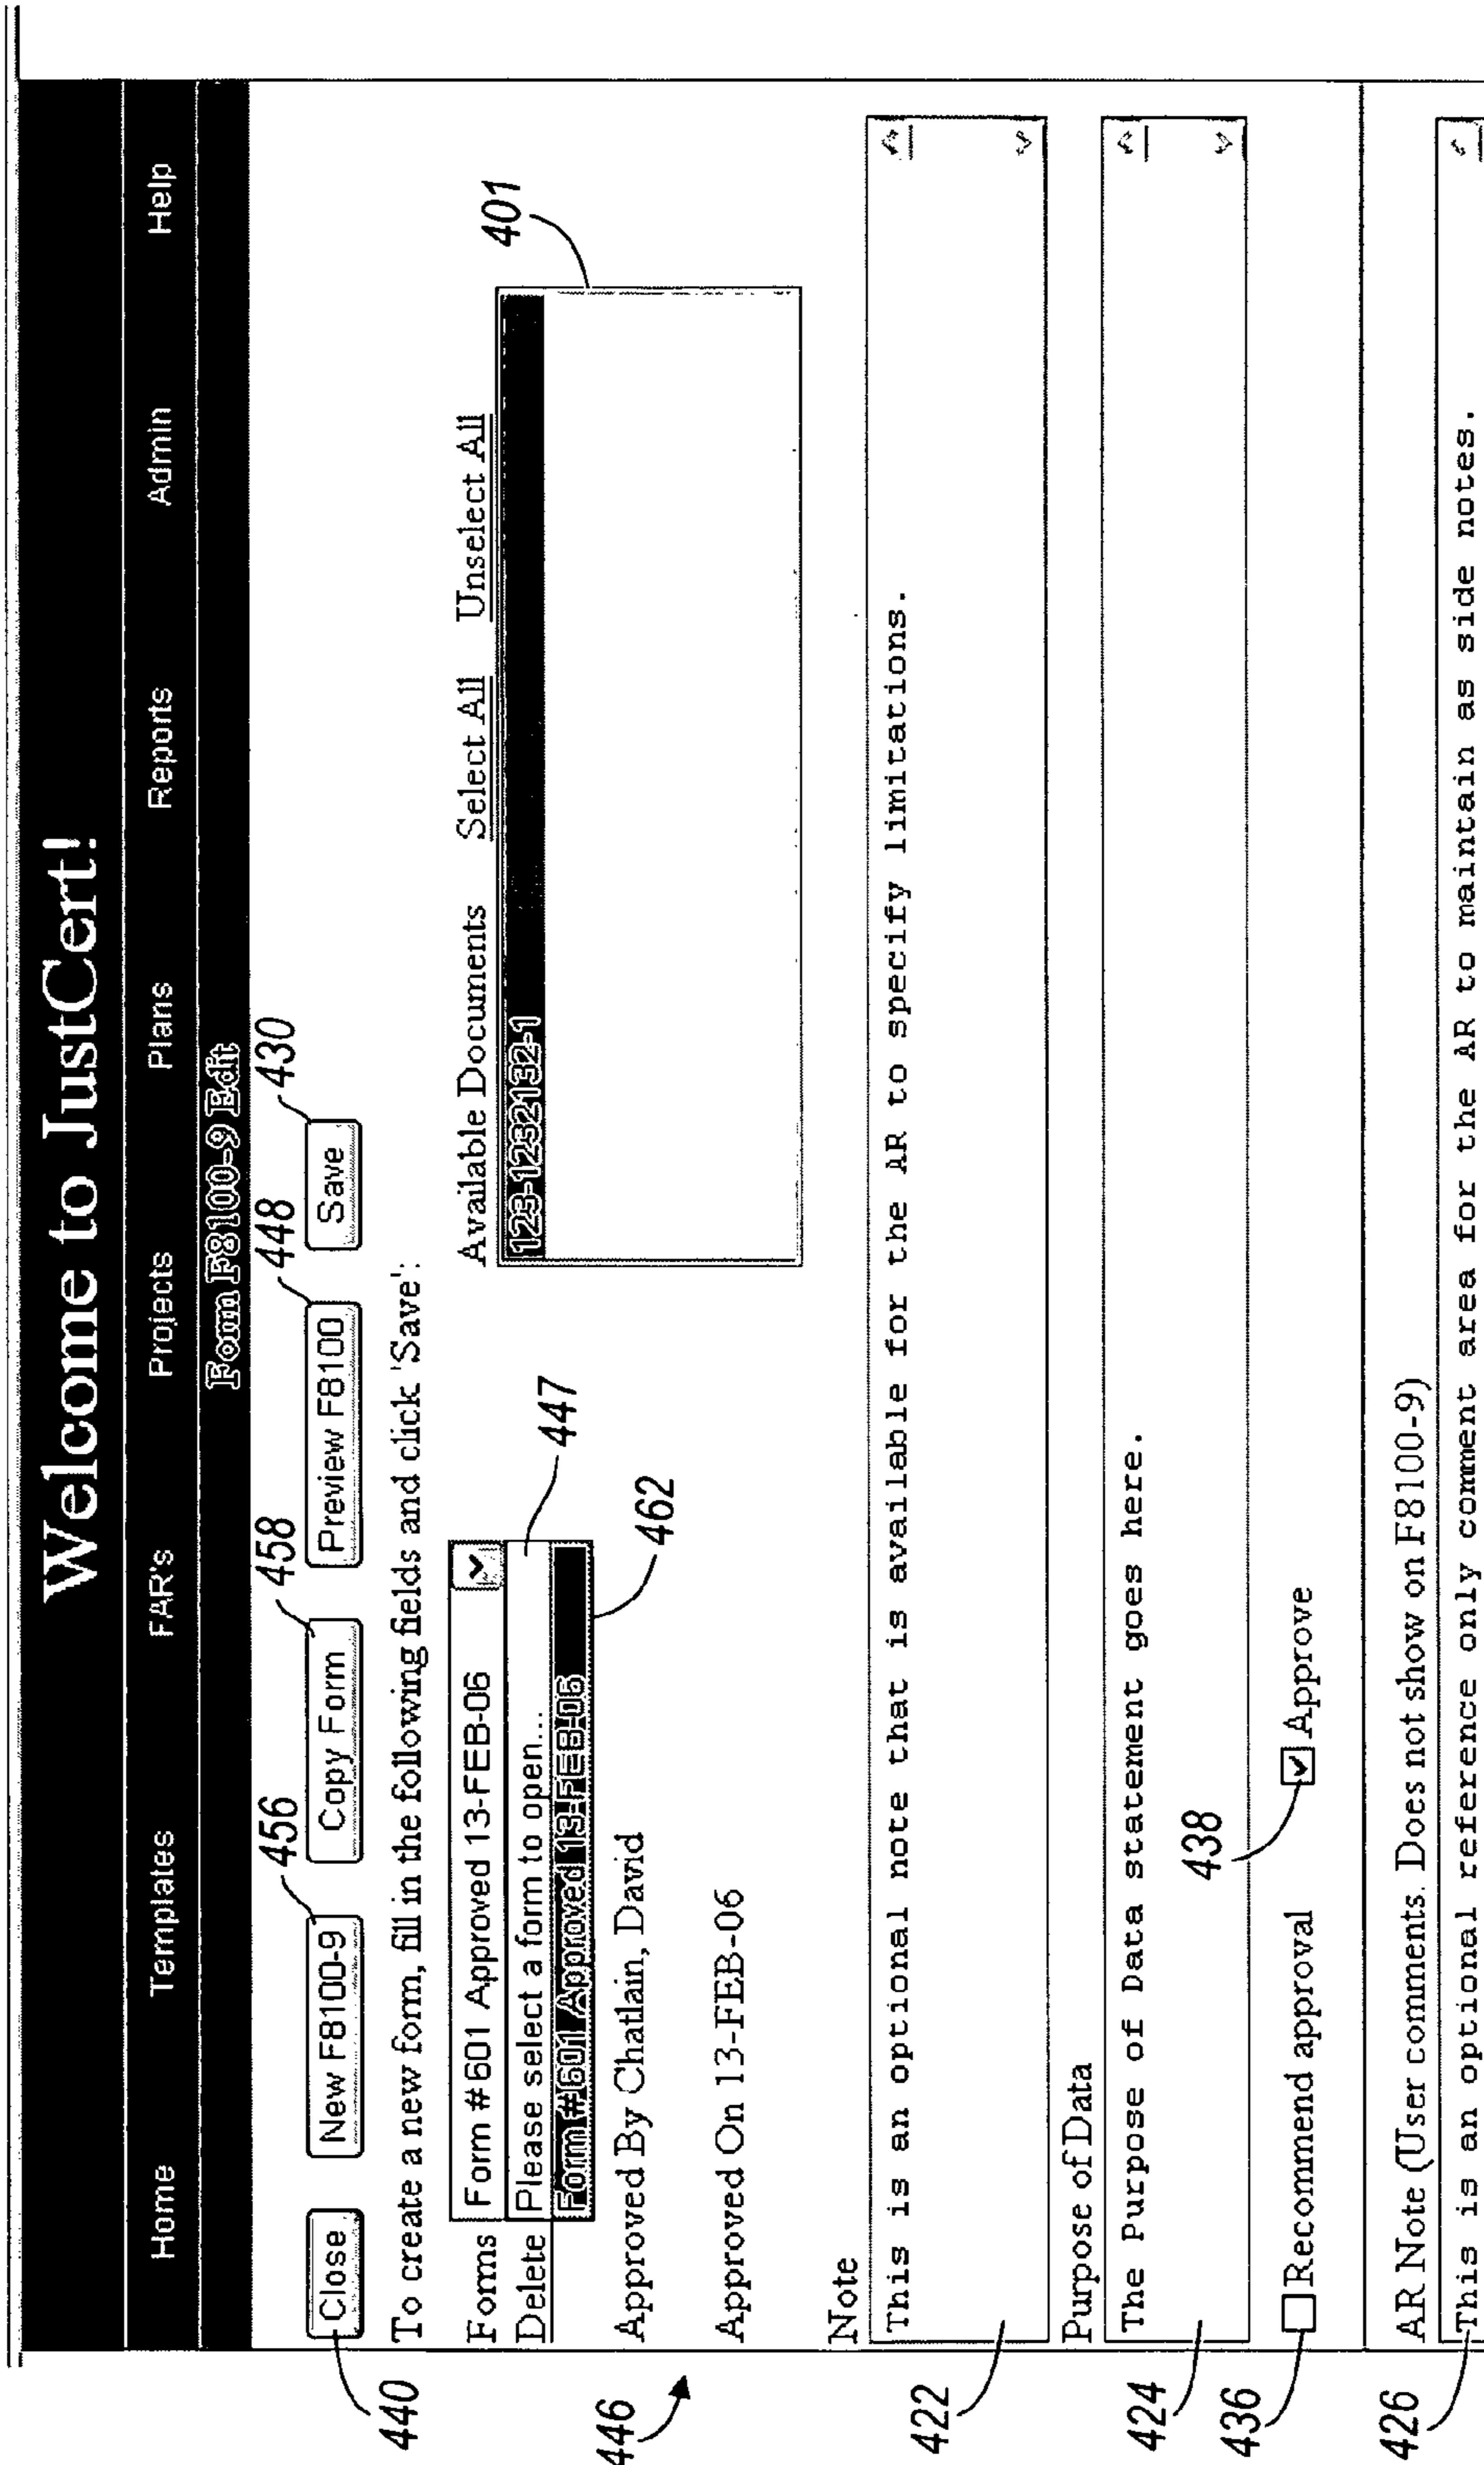 Welcome to JustCert!
Home Templates FAR's Projects Plans Reports Admin Help
Form F8100-9 Edit
456 458 448 430
Close New F8100-9 Copy Form Preview F8100 Save
440
To create a new form, fill in the following fields and click 'Save':
Forms Form #601 Approved 13-FEB-06
Available Documents Select All Unselect All
401
Delete Please select a form to open...
447
123-1232132-1
Form #601 Approved 13-FEB-06
462
Approved By Chatlain, David
446
Approved On 13-FEB-06
Note
This is an optional note that is available for the AR to specify limitations.
422
Purpose of Data
The Purpose of Data statement goes here.
424
438
436
Recommend approval Approve
AR Note (User comments. Does not show on F8100-9)
426
This is an optional reference only comment area for the AR to maintain as side notes.